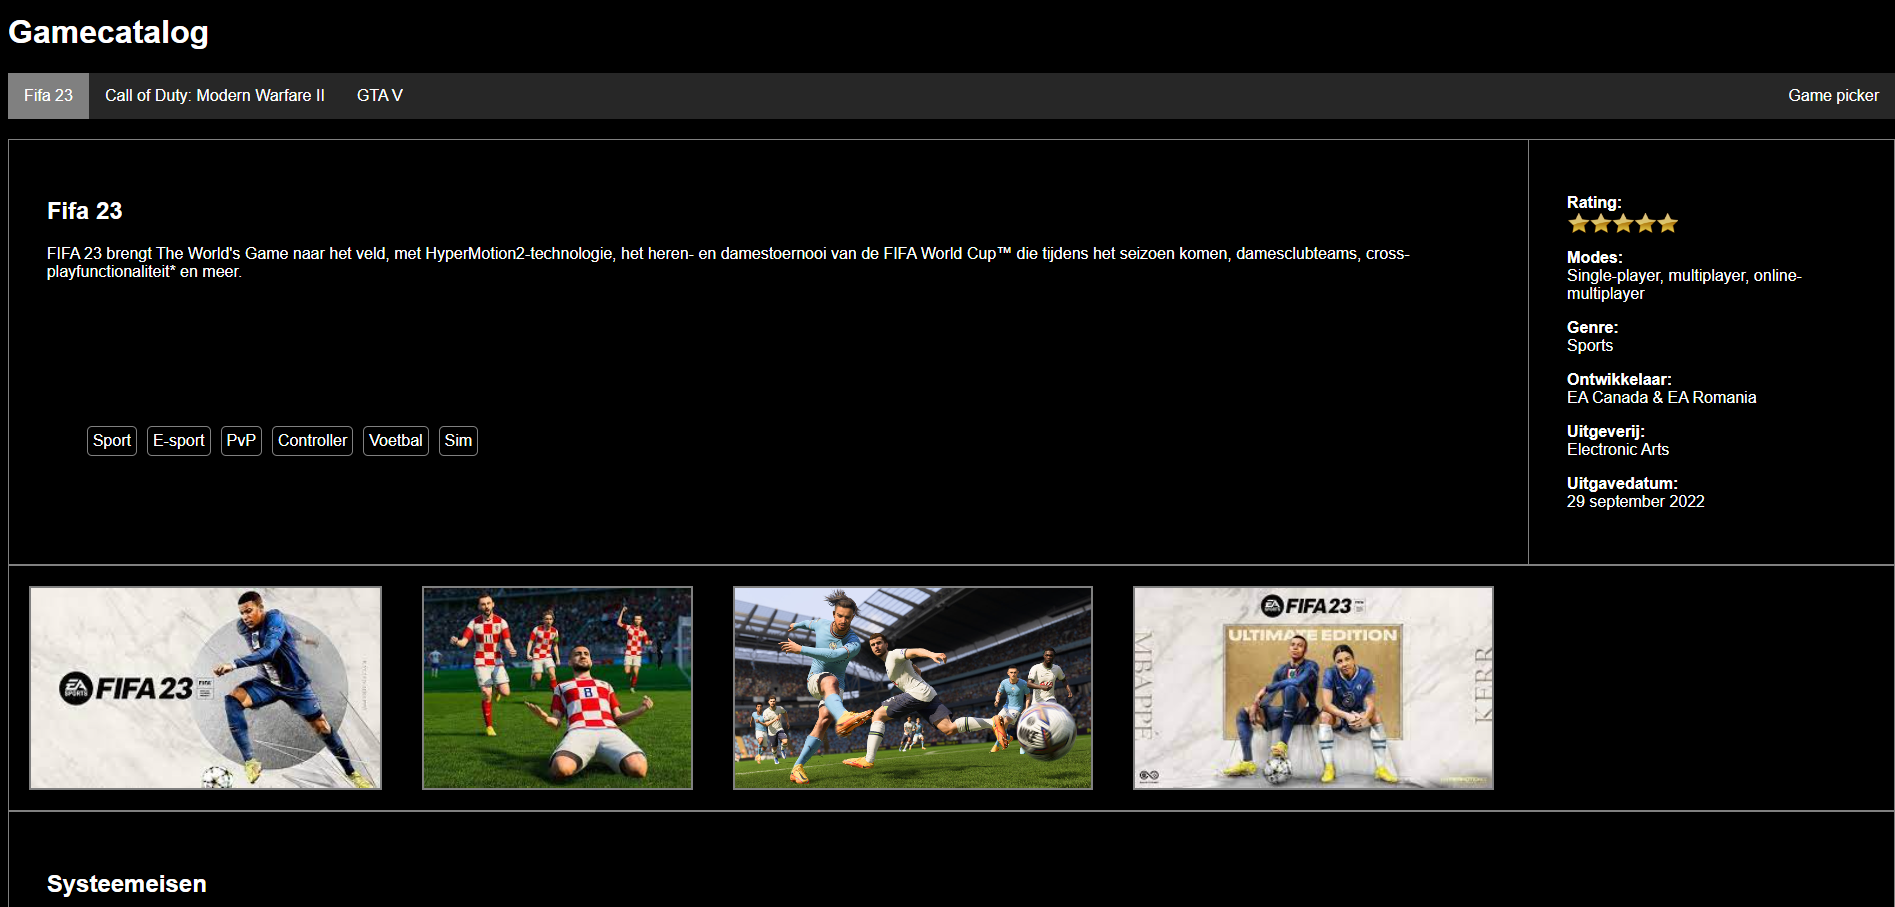 Gamecatalog
Fifa 23
Call of Duty: Modern Warfare II
GTA V
Game picker
Fifa 23
FIFA 23 brengt The World's Game naar het veld, met HyperMotion2-technologie, het heren- en damestoernooi van de FIFA World Cup™ die tijdens het seizoen komen, damesclubteams, cross-
playfunctionaliteit* en meer.
Sport
E-sport
PvP
Controller
Voetbal
Sim
Rating:
Modes:
Single-player, multiplayer, online-
multiplayer
Genre:
Sports
Ontwikkelaar:
EA Canada & EA Romania
Uitgeverij:
Electronic Arts
Uitgavedatum:
29 september 2022
EA
SPORTS
FIFA 23
FIFA
8
EA
FIFA 23
ULTIMATE EDITION
MBAPPÉ
KERR
Systeemeisen